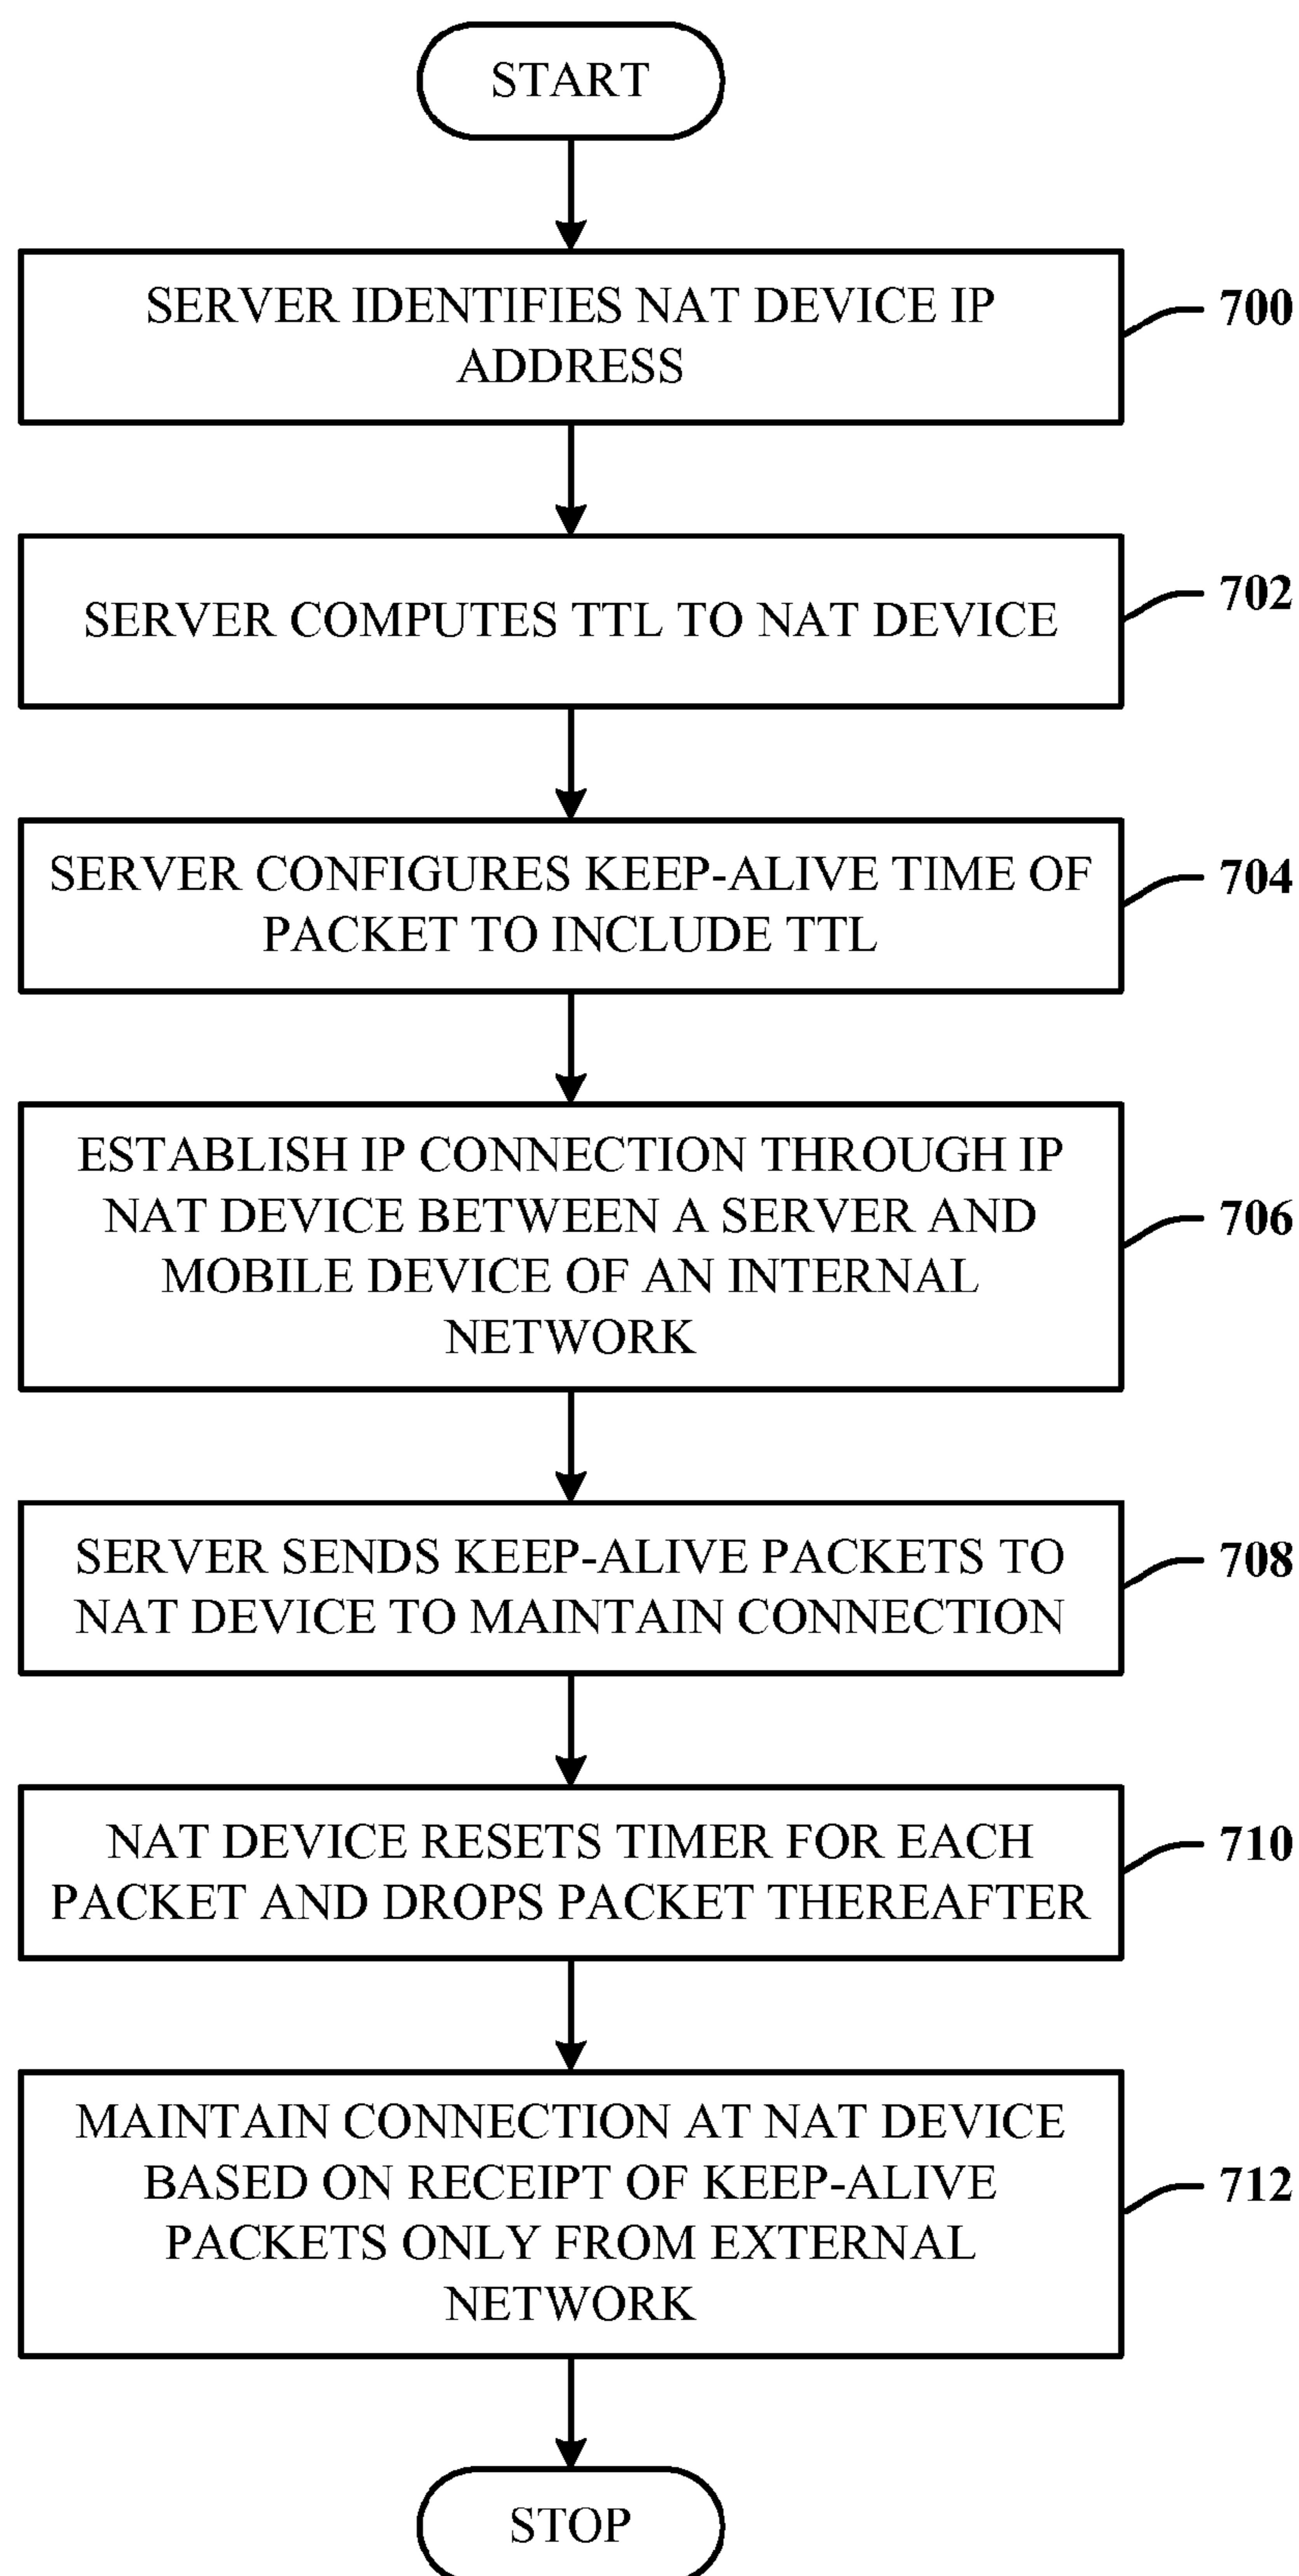 START
SERVER IDENTIFIES NAT DEVICE IP
ADDRESS
700
SERVER COMPUTES TTL TO NAT DEVICE
702
SERVER CONFIGURES KEEP-ALIVE TIME OF
PACKET TO INCLUDE TTL
704
ESTABLISH IP CONNECTION THROUGH IP
NAT DEVICE BETWEEN A SERVER AND
MOBILE DEVICE OF AN INTERNAL
NETWORK
706
SERVER SENDS KEEP-ALIVE PACKETS TO
NAT DEVICE TO MAINTAIN CONNECTION
708
NAT DEVICE RESETS TIMER FOR EACH
PACKET AND DROPS PACKET THEREAFTER
710
MAINTAIN CONNECTION AT NAT DEVICE
BASED ON RECEIPT OF KEEP-ALIVE
PACKETS ONLY FROM EXTERNAL
NETWORK
712
STOP